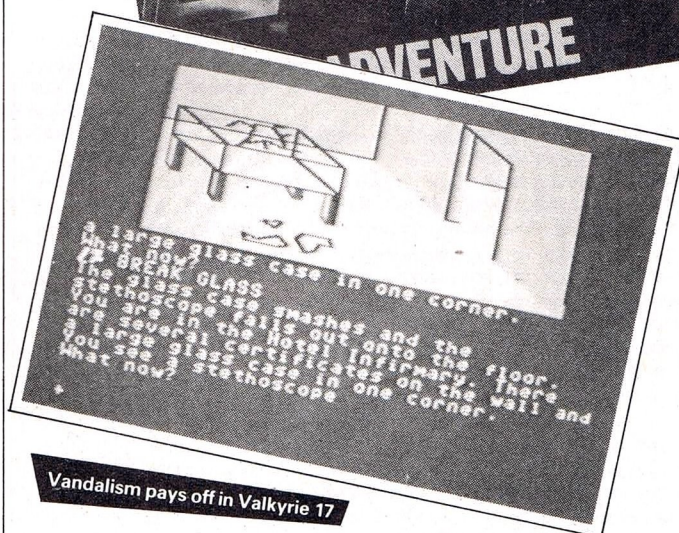 ADVENTURE
a large glass case in one corner.
What now?
BREAK GLASS
The glass case smashes and the
stethoscope falls out onto the floor.
You are in the Hotel Infirmary. There
are several certificates on the wall and
a large glass case in one corner.
You see a stethoscope
What now?
Vandalism pays off in Valkyrie 17